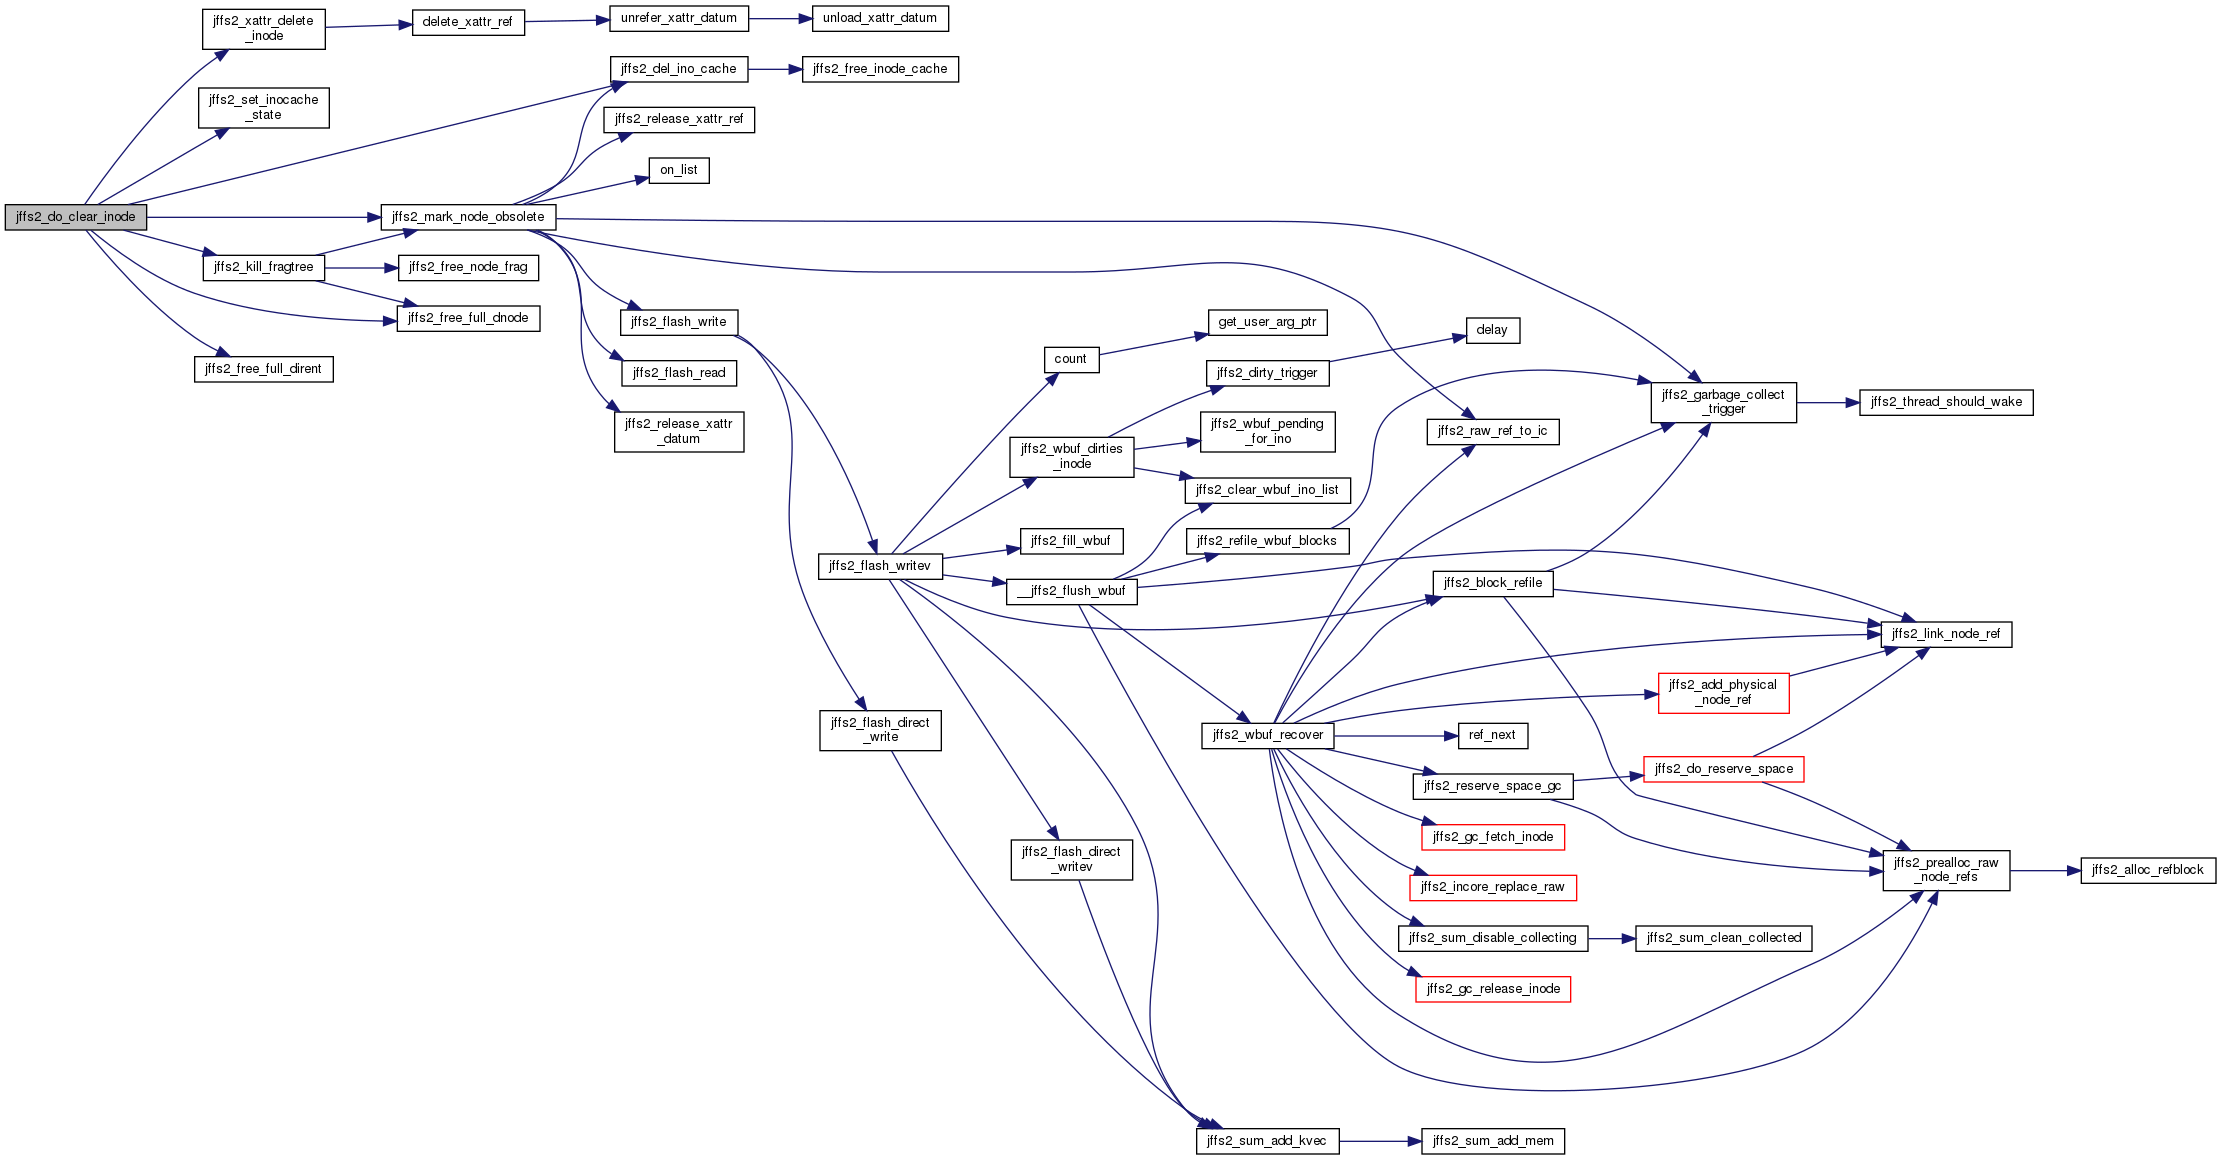 jffs2_do_clear_inode
jffs2_xattr_delete
_inode
jffs2_set_inocache
_state
jffs2_kill_fragtree
jffs2_free_full_dirent
delete_xattr_ref
jffs2_mark_node_obsolete
jffs2_free_node_frag
jffs2_free_full_dnode
unrefer_xattr_datum
jffs2_del_ino_cache
jffs2_release_xattr_ref
on_list
jffs2_flash_write
jffs2_flash_read
jffs2_release_xattr
_datum
unload_xattr_datum
jffs2_free_inode_cache
jffs2_flash_writev
jffs2_flash_direct
_write
count
jffs2_wbuf_dirties
_inode
jffs2_fill_wbuf
__jffs2_flush_wbuf
jffs2_flash_direct
_writev
get_user_arg_ptr
jffs2_dirty_trigger
jffs2_wbuf_pending
_for_ino
jffs2_clear_wbuf_ino_list
jffs2_refile_wbuf_blocks
jffs2_wbuf_recover
jffs2_sum_add_kvec
delay
jffs2_raw_ref_to_ic
jffs2_block_refile
ref_next
jffs2_reserve_space_gc
jffs2_gc_fetch_inode
jffs2_incore_replace_raw
jffs2_sum_disable_collecting
jffs2_gc_release_inode
jffs2_sum_add_mem
jffs2_garbage_collect
_trigger
jffs2_add_physical
_node_ref
jffs2_do_reserve_space
jffs2_sum_clean_collected
jffs2_thread_should_wake
jffs2_link_node_ref
jffs2_prealloc_raw
_node_refs
jffs2_alloc_refblock